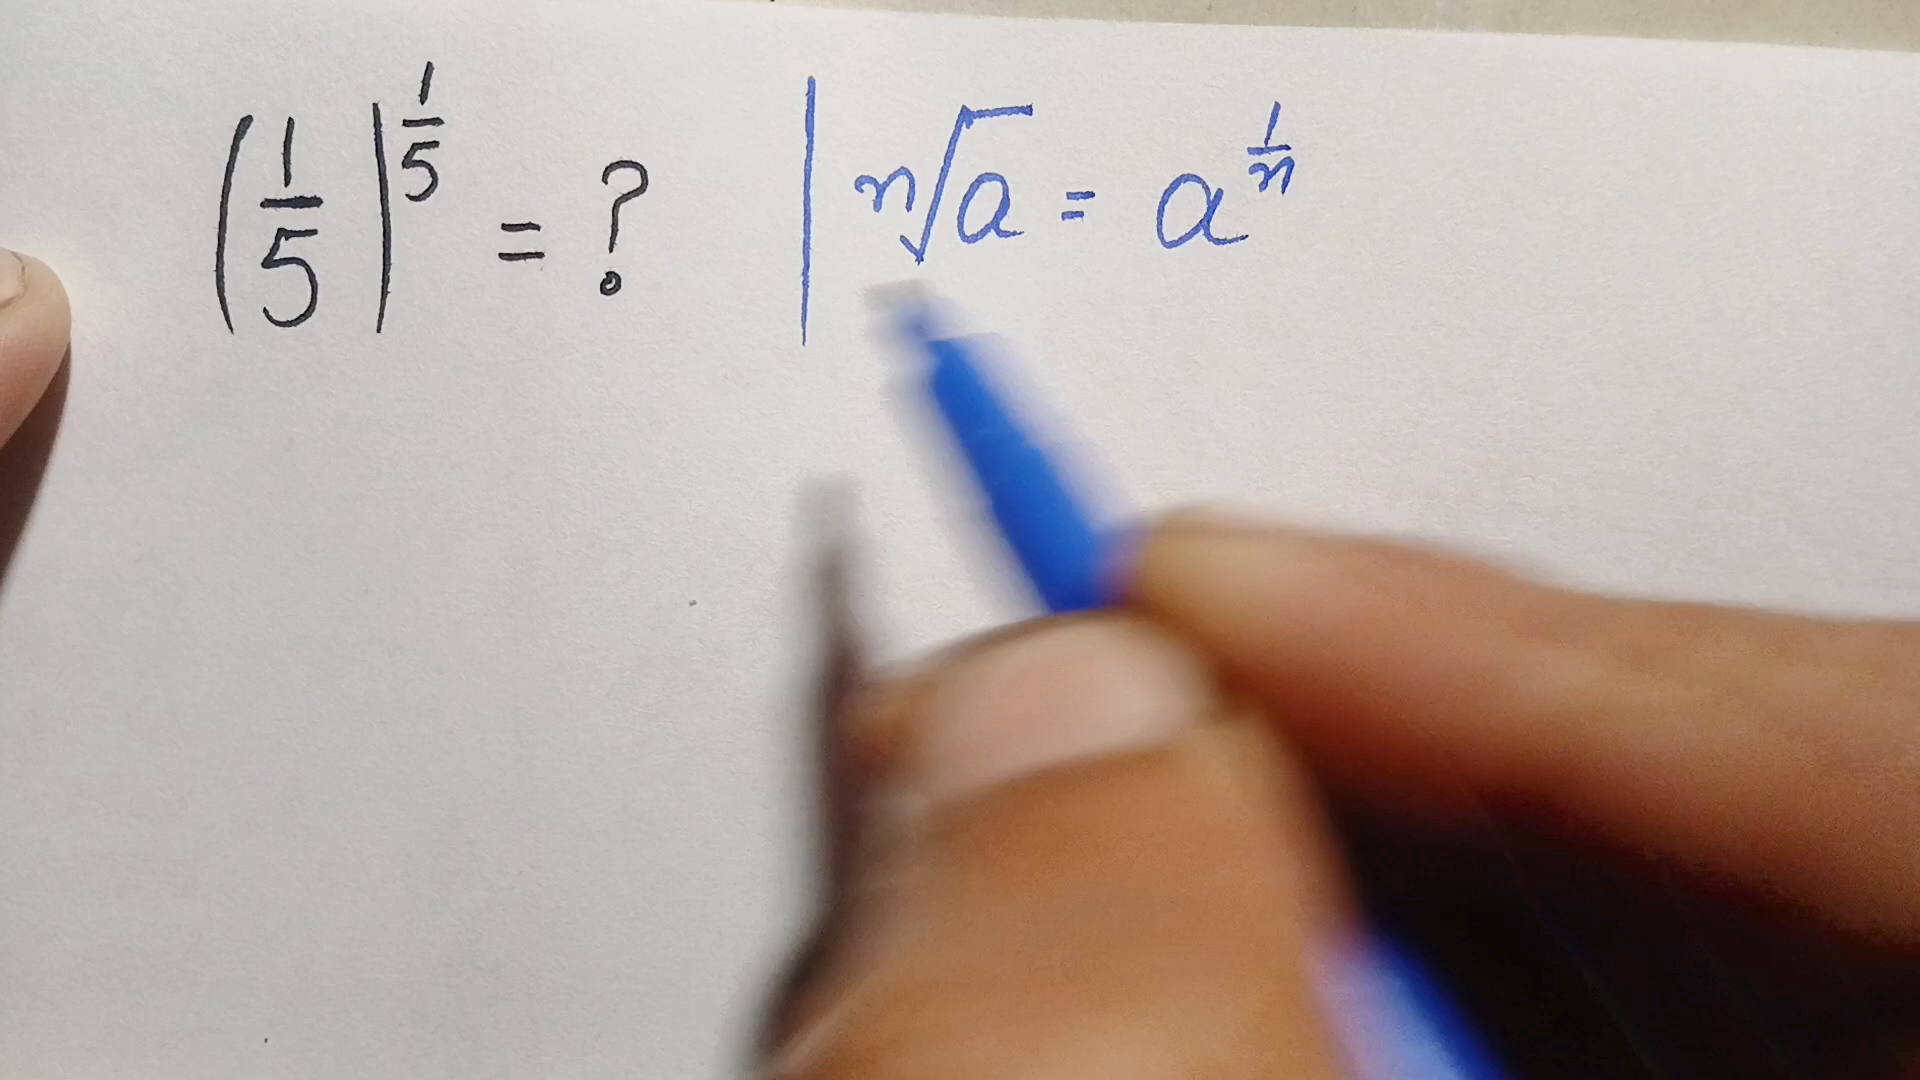 (1/5)^(1/5) = ? | ⁿ√a = a^(1/n)